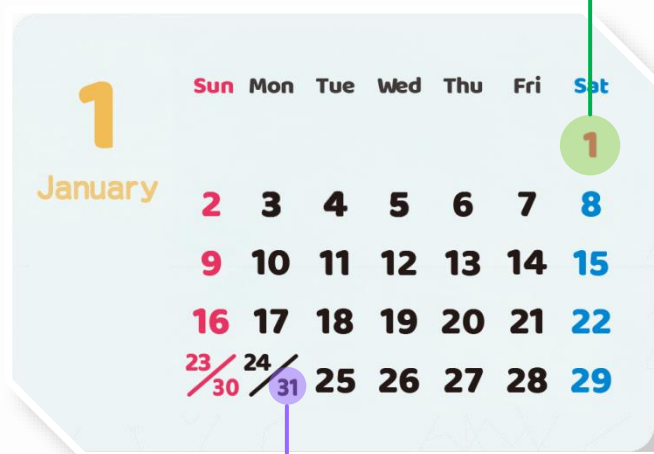 1
January
Sun Mon Tue Wed Thu Fri Sat
1
2 3 4 5 6 7 8
9 10 11 12 13 14 15
16 17 18 19 20 21 22
23/30 24/31 25 26 27 28 29